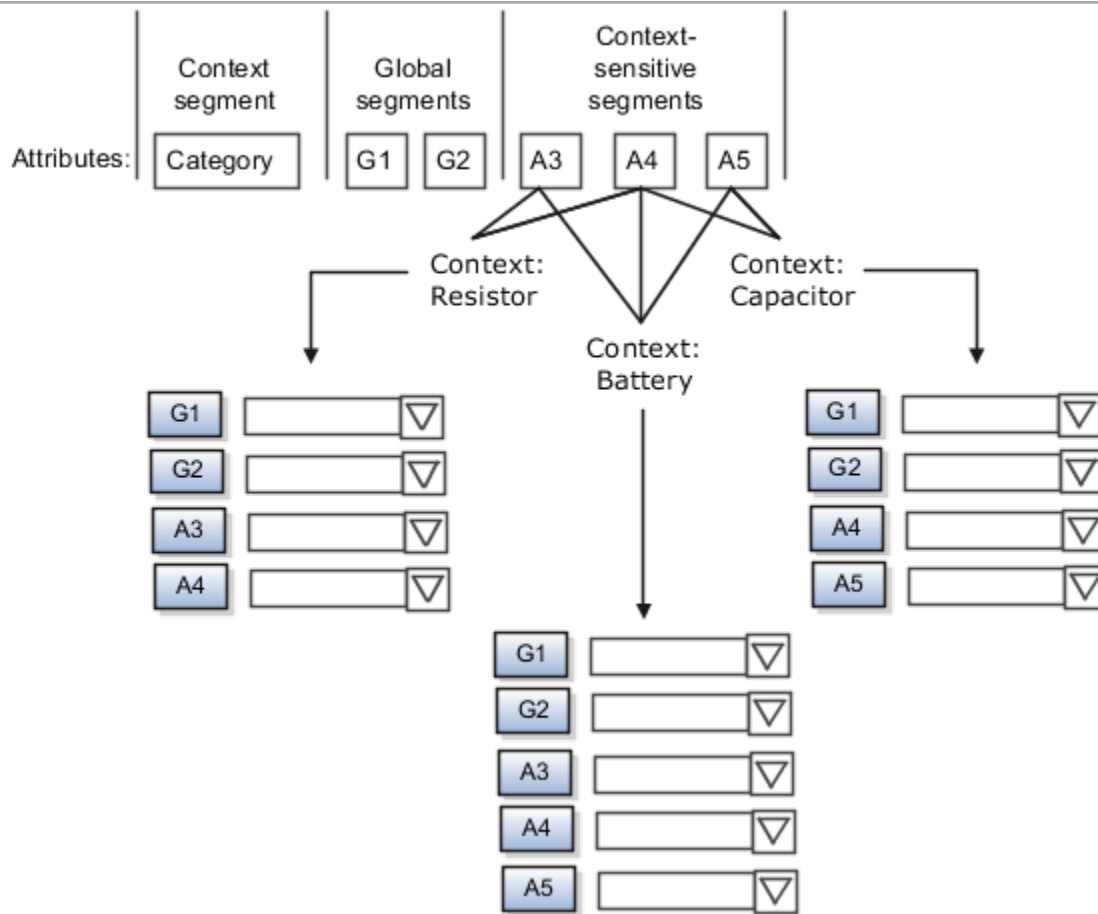 Context
segment
Global
segments
Context-
sensitive
segments
Attributes:
Category
G1
G2
A3
A4
A5
Context:
Resistor
Context:
Capacitor
Context:
Battery
G1
G2
A3
A4
G1
G2
A4
A5
G1
G2
A3
A4
A5